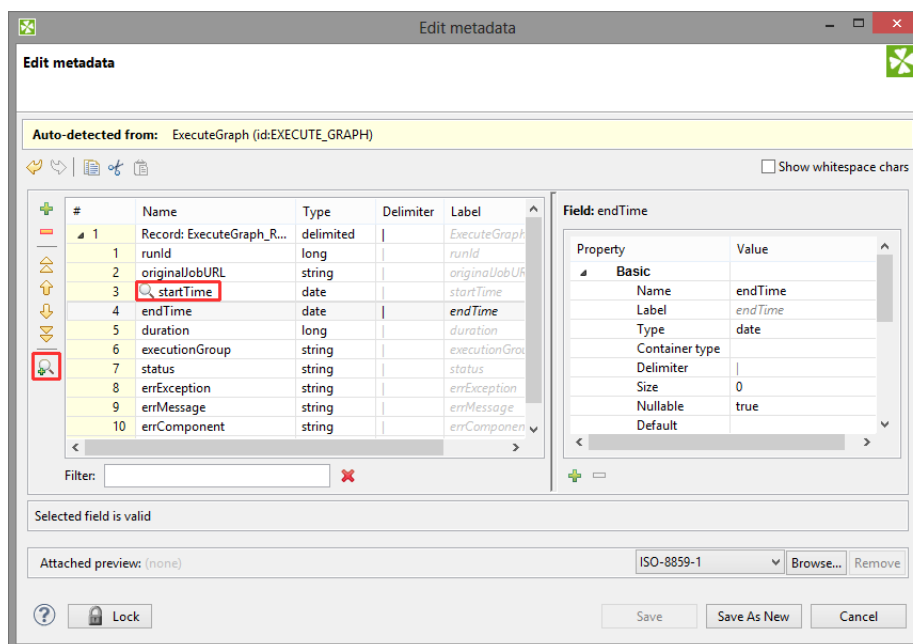 Edit metadata
Edit metadata
Auto-detected from: ExecuteGraph (id:EXECUTE_GRAPH)
Show whitespace chars
# Name Type Delimiter Label
1 Record: ExecuteGraph_R... delimited | ExecuteGraph
1 runId long | runId
2 originalJobURL string | originalJobUR
3 startTime date | startTime
4 endTime date | endTime
5 duration long | duration
6 executionGroup string | executionGrou
7 status string | status
8 errException string | errException
9 errMessage string | errMessage
10 errComponent string | errComponen
Filter:
Field: endTime
Property Value
Basic
Name endTime
Label endTime
Type date
Container type
Delimiter |
Size 0
Nullable true
Default
Selected field is valid
Attached preview: (none)
ISO-8859-1 Browse... Remove
? Lock Save Save As New Cancel